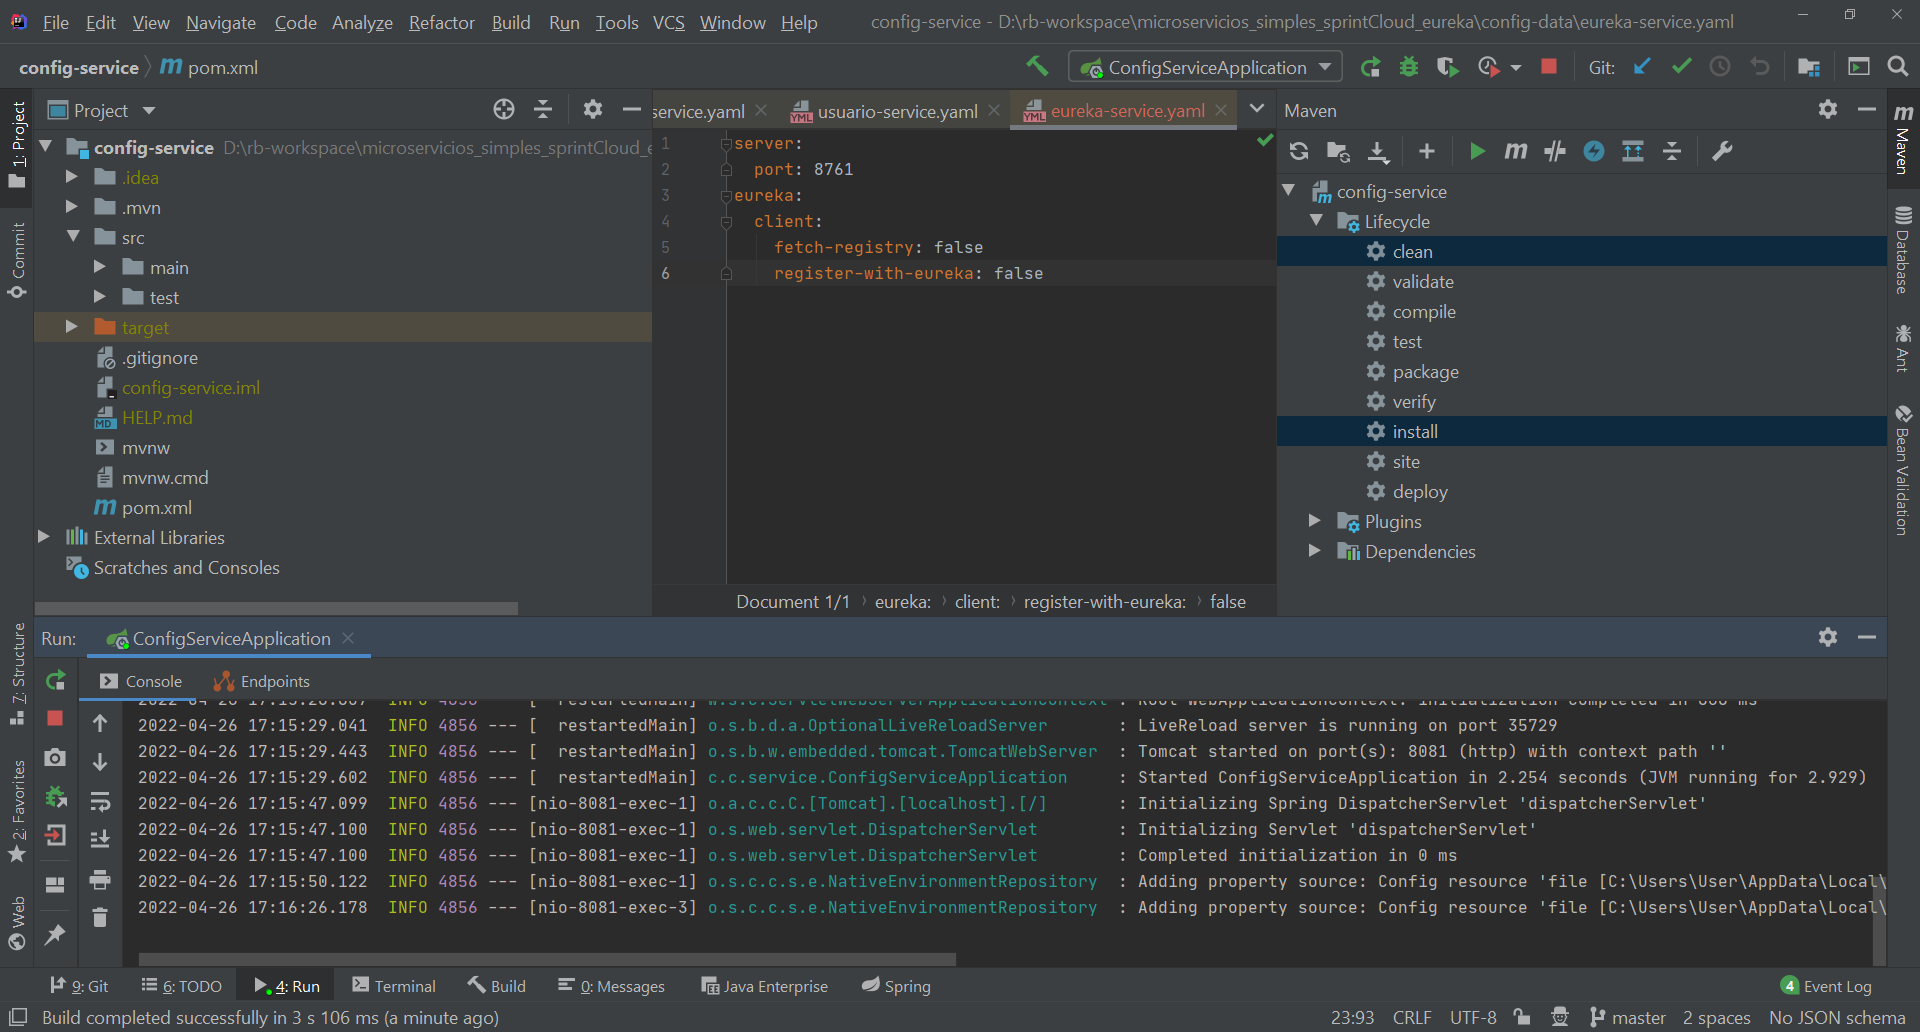 File Edit View Navigate Code Analyze Refactor Build Run Tools VCS Window Help config-service - D:\rb-workspace\microservicios_simples_sprintCloud_eureka\config-data\eureka-service.yaml
config-service pom.xml ConfigServiceApplication Git:
1: Project
Commit
7: Structure
2: Favorites
Web
Project
config-service D:\rb-workspace\microservicios_simples_sprintCloud_e
.idea
.mvn
src
main
test
target
.gitignore
config-service.iml
HELP.md
mvnw
mvnw.cmd
pom.xml
External Libraries
Scratches and Consoles
service.yaml usuario-service.yaml eureka-service.yaml
1 server:
2 port: 8761
3 eureka:
4 client:
5 fetch-registry: false
6 register-with-eureka: false
Document 1/1 eureka: client: register-with-eureka: false
Maven
config-service
Lifecycle
clean
validate
compile
test
package
verify
install
site
deploy
Plugins
Dependencies
Maven
Database
Ant
Bean Validation
Run: ConfigServiceApplication
Console Endpoints
2022-04-26 17:15:29.041 INFO 4856 --- [ restartedMain] o.s.b.d.a.OptionalLiveReloadServer : LiveReload server is running on port 35729
2022-04-26 17:15:29.443 INFO 4856 --- [ restartedMain] o.s.b.w.embedded.tomcat.TomcatWebServer : Tomcat started on port(s): 8081 (http) with context path ''
2022-04-26 17:15:29.602 INFO 4856 --- [ restartedMain] c.c.service.ConfigServiceApplication : Started ConfigServiceApplication in 2.254 seconds (JVM running for 2.929)
2022-04-26 17:15:47.099 INFO 4856 --- [nio-8081-exec-1] o.a.c.c.C.[Tomcat].[localhost].[/] : Initializing Spring DispatcherServlet 'dispatcherServlet'
2022-04-26 17:15:47.100 INFO 4856 --- [nio-8081-exec-1] o.s.web.servlet.DispatcherServlet : Initializing Servlet 'dispatcherServlet'
2022-04-26 17:15:47.100 INFO 4856 --- [nio-8081-exec-1] o.s.web.servlet.DispatcherServlet : Completed initialization in 0 ms
2022-04-26 17:15:50.122 INFO 4856 --- [nio-8081-exec-1] o.s.c.c.s.e.NativeEnvironmentRepository : Adding property source: Config resource 'file [C:\Users\User\AppData\Local\
2022-04-26 17:16:26.178 INFO 4856 --- [nio-8081-exec-3] o.s.c.c.s.e.NativeEnvironmentRepository : Adding property source: Config resource 'file [C:\Users\User\AppData\Local\
9: Git 6: TODO 4: Run Terminal Build 0: Messages Java Enterprise Spring 4 Event Log
Build completed successfully in 3 s 106 ms (a minute ago) 23:93 CRLF UTF-8 master 2 spaces No JSON schema